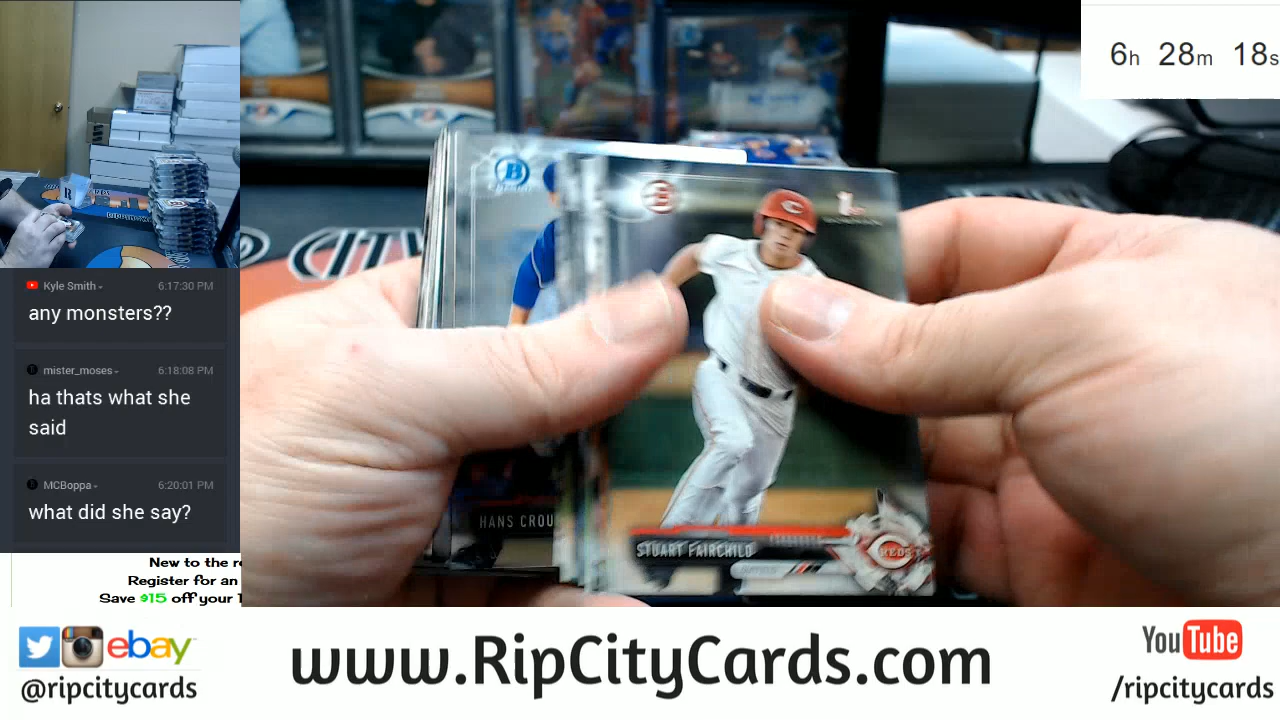 6h 28m 18s
Kyle Smith
6:17:30 PM
any monsters??
mister_moses
6:18:08 PM
ha thats what she
said
MCBoppa
6:20:01 PM
what did she say?
New to the r
Register for an
Save $15 off your
CITY
B
C
1st
HANS CROU
STUART FAIRCHILD
REDS
ebay
@ripcitycards
www.RipCityCards.com
YouTube
/ripcitycards